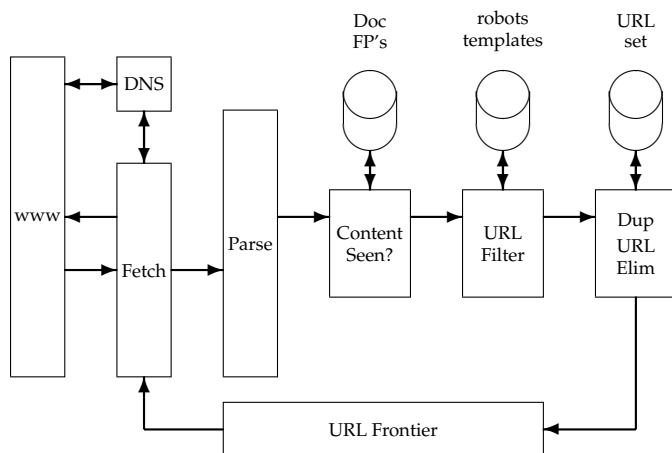 Doc
FP's
robots
templates
URL
set
DNS
www
Fetch
Parse
Content
Seen?
URL
Filter
Dup
URL
Elim
URL Frontier